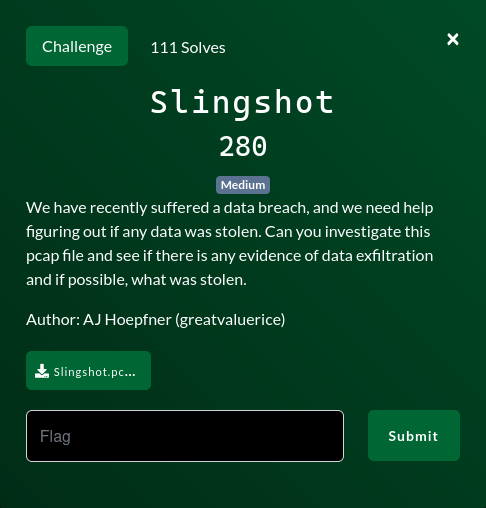 Challenge 111 Solves ×
Slingshot
280
Medium
We have recently suffered a data breach, and we need help
figuring out if any data was stolen. Can you investigate this
pcap file and see if there is any evidence of data exfiltration
and if possible, what was stolen.
Author: AJ Hoepfner (greatvaluerice)
Slingshot.pc...
Flag Submit